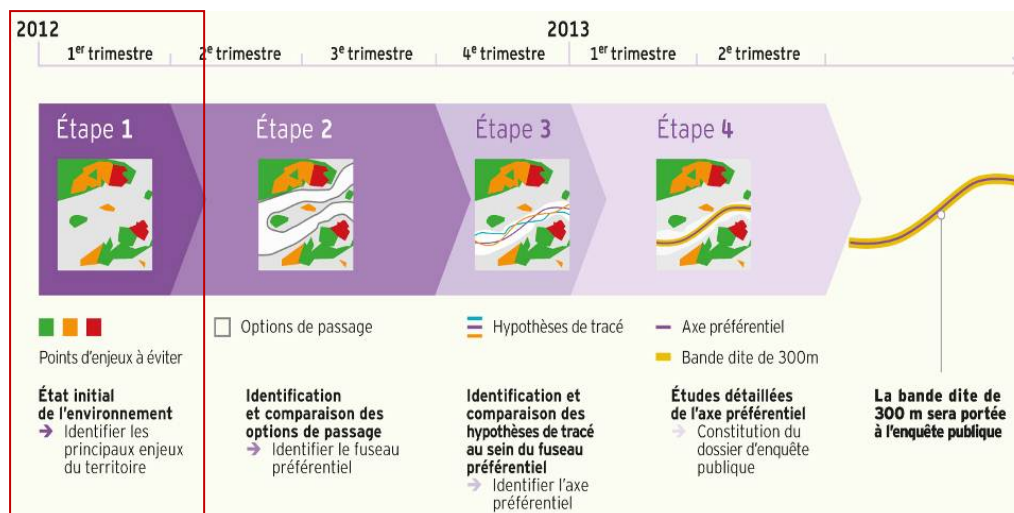 2012
2013
1er trimestre
2e trimestre
3e trimestre
4e trimestre
1er trimestre
2e trimestre
Étape 1
Étape 2
Étape 3
Étape 4
Points d'enjeux à éviter
Options de passage
Hypothèses de tracé
Axe préférentiel
Bande dite de 300m
État initial
de l'environnement
→ Identifier les
principaux enjeux
du territoire
Identification
et comparaison des
options de passage
→ Identifier le fuseau
préférentiel
Identification et
comparaison des
hypothèses de tracé
au sein du fuseau
préférentiel
→ Identifier l'axe
préférentiel
Études détaillées
de l'axe préférentiel
→ Constitution du
dossier d'enquête
publique
La bande dite de
300 m sera portée
à l'enquête publique